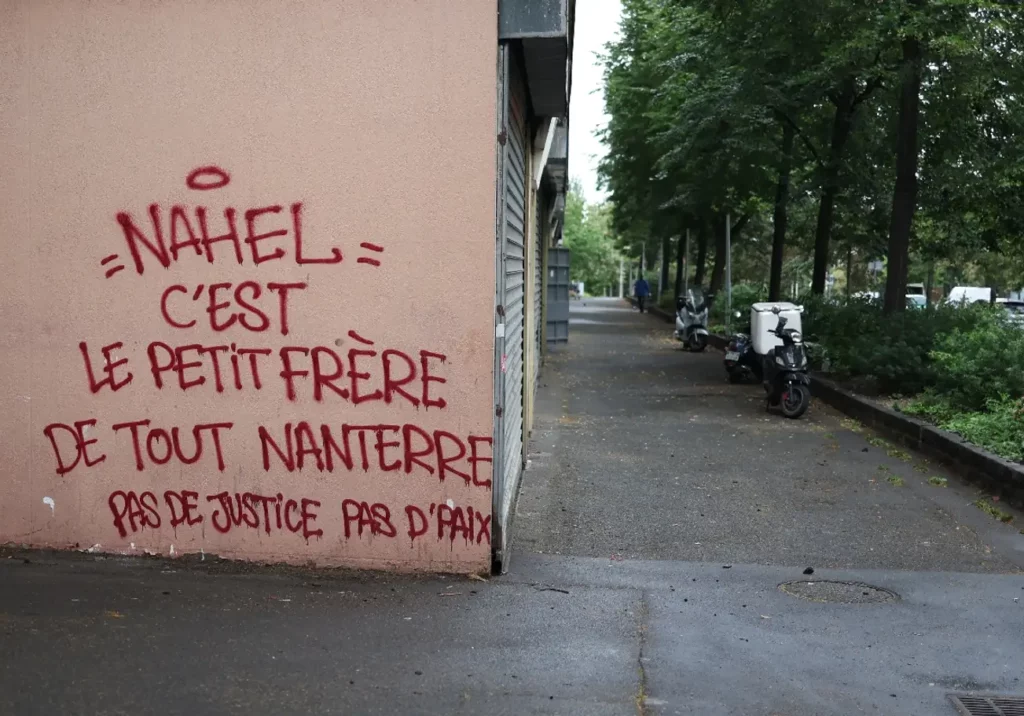 = NAHEL =
C'EST
LE PETiT FRÈRE
DE TOUT NANTERRE
PAS DE JUSTiCE PAS D'PAIX